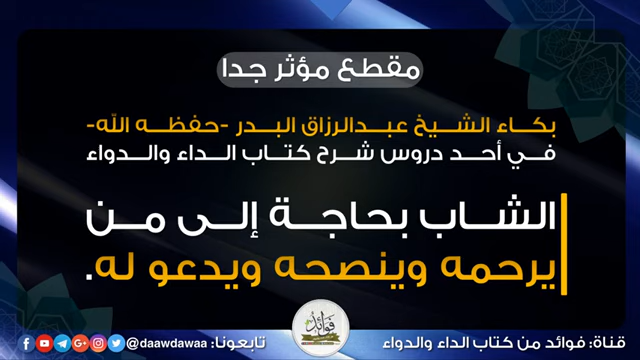 مقطع مؤثر جدا
بكاء الشيخ عبدالرزاق البدر -حفظه الله-
في أحد دروس شرح كتاب الداء والدواء
الشاب بحاجة إلى من
يرحمه وينصحه ويدعو له.
قناة: فوائد من كتاب الداء والدواء
فوائد
تابعونا: @daawdawaa